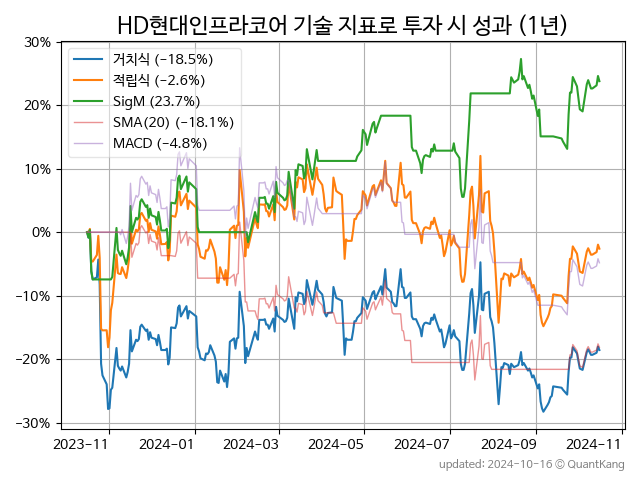 HD현대인프라코어 기술 지표로 투자 시 성과 (1년)
거치식 (−18.5%)
적립식 (−2.6%)
SigM (23.7%)
SMA(20) (−18.1%)
MACD (−4.8%)
30%
20%
10%
0%
−10%
−20%
−30%
2023-11 2024-01 2024-03 2024-05 2024-07 2024-09 2024-11
updated: 2024-10-16 © QuantKang